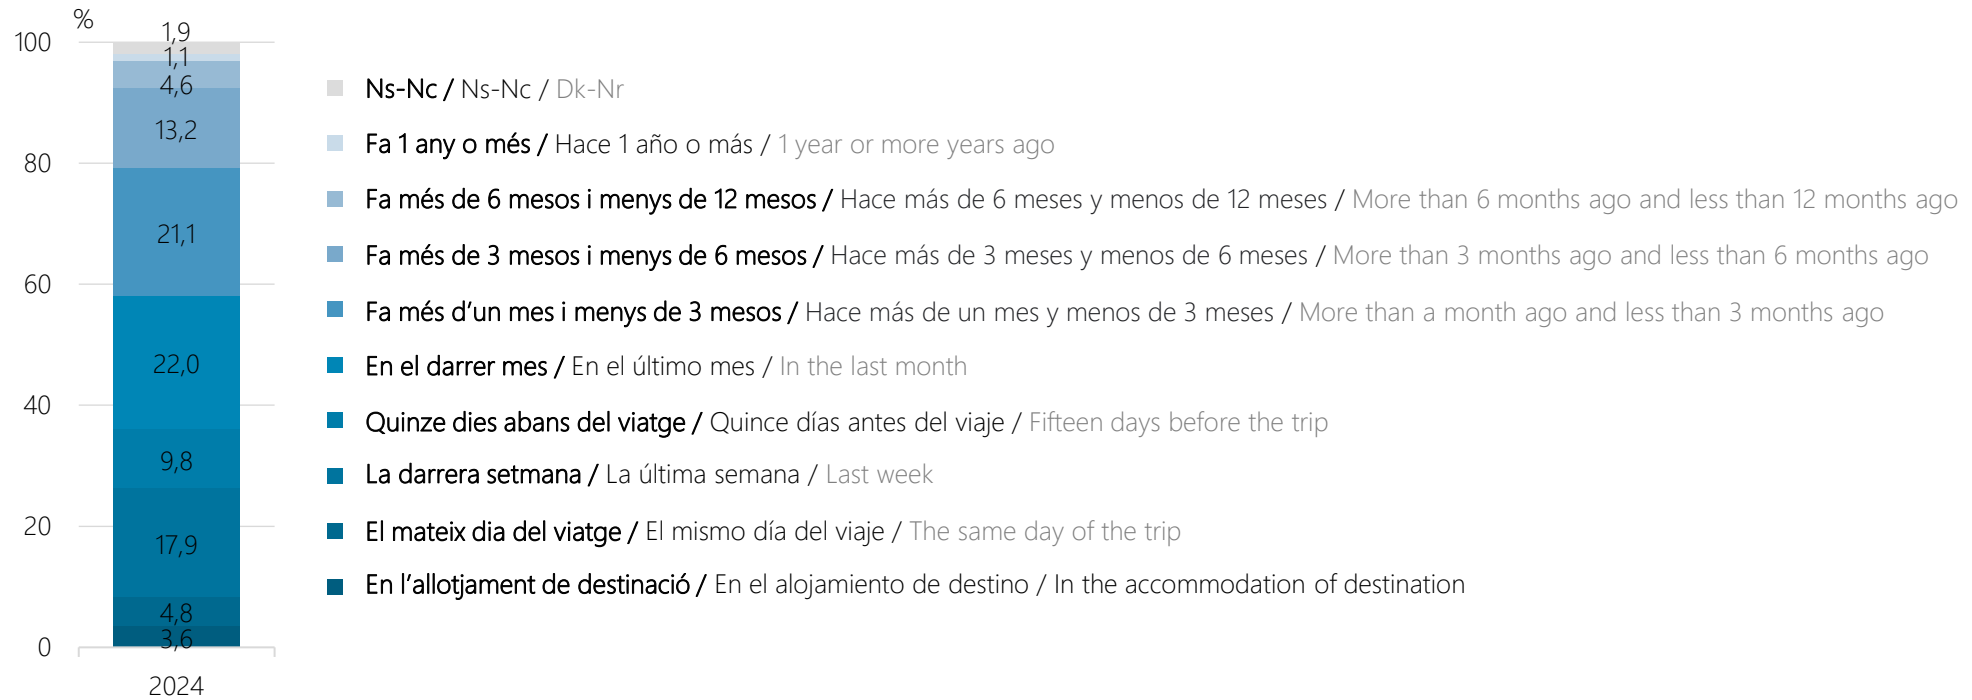 %
100
80
60
40
20
0
1,9
1,1
4,6
13,2
21,1
22,0
9,8
17,9
4,8
3,6
2024
Ns-Nc / Ns-Nc / Dk-Nr
Fa 1 any o més / Hace 1 año o más / 1 year or more years ago
Fa més de 6 mesos i menys de 12 mesos / Hace más de 6 meses y menos de 12 meses / More than 6 months ago and less than 12 months ago
Fa més de 3 mesos i menys de 6 mesos / Hace más de 3 meses y menos de 6 meses / More than 3 months ago and less than 6 months ago
Fa més d’un mes i menys de 3 mesos / Hace más de un mes y menos de 3 meses / More than a month ago and less than 3 months ago
En el darrer mes / En el último mes / In the last month
Quinze dies abans del viatge / Quince días antes del viaje / Fifteen days before the trip
La darrera setmana / La última semana / Last week
El mateix dia del viatge / El mismo día del viaje / The same day of the trip
En l’allotjament de destinació / En el alojamiento de destino / In the accommodation of destination